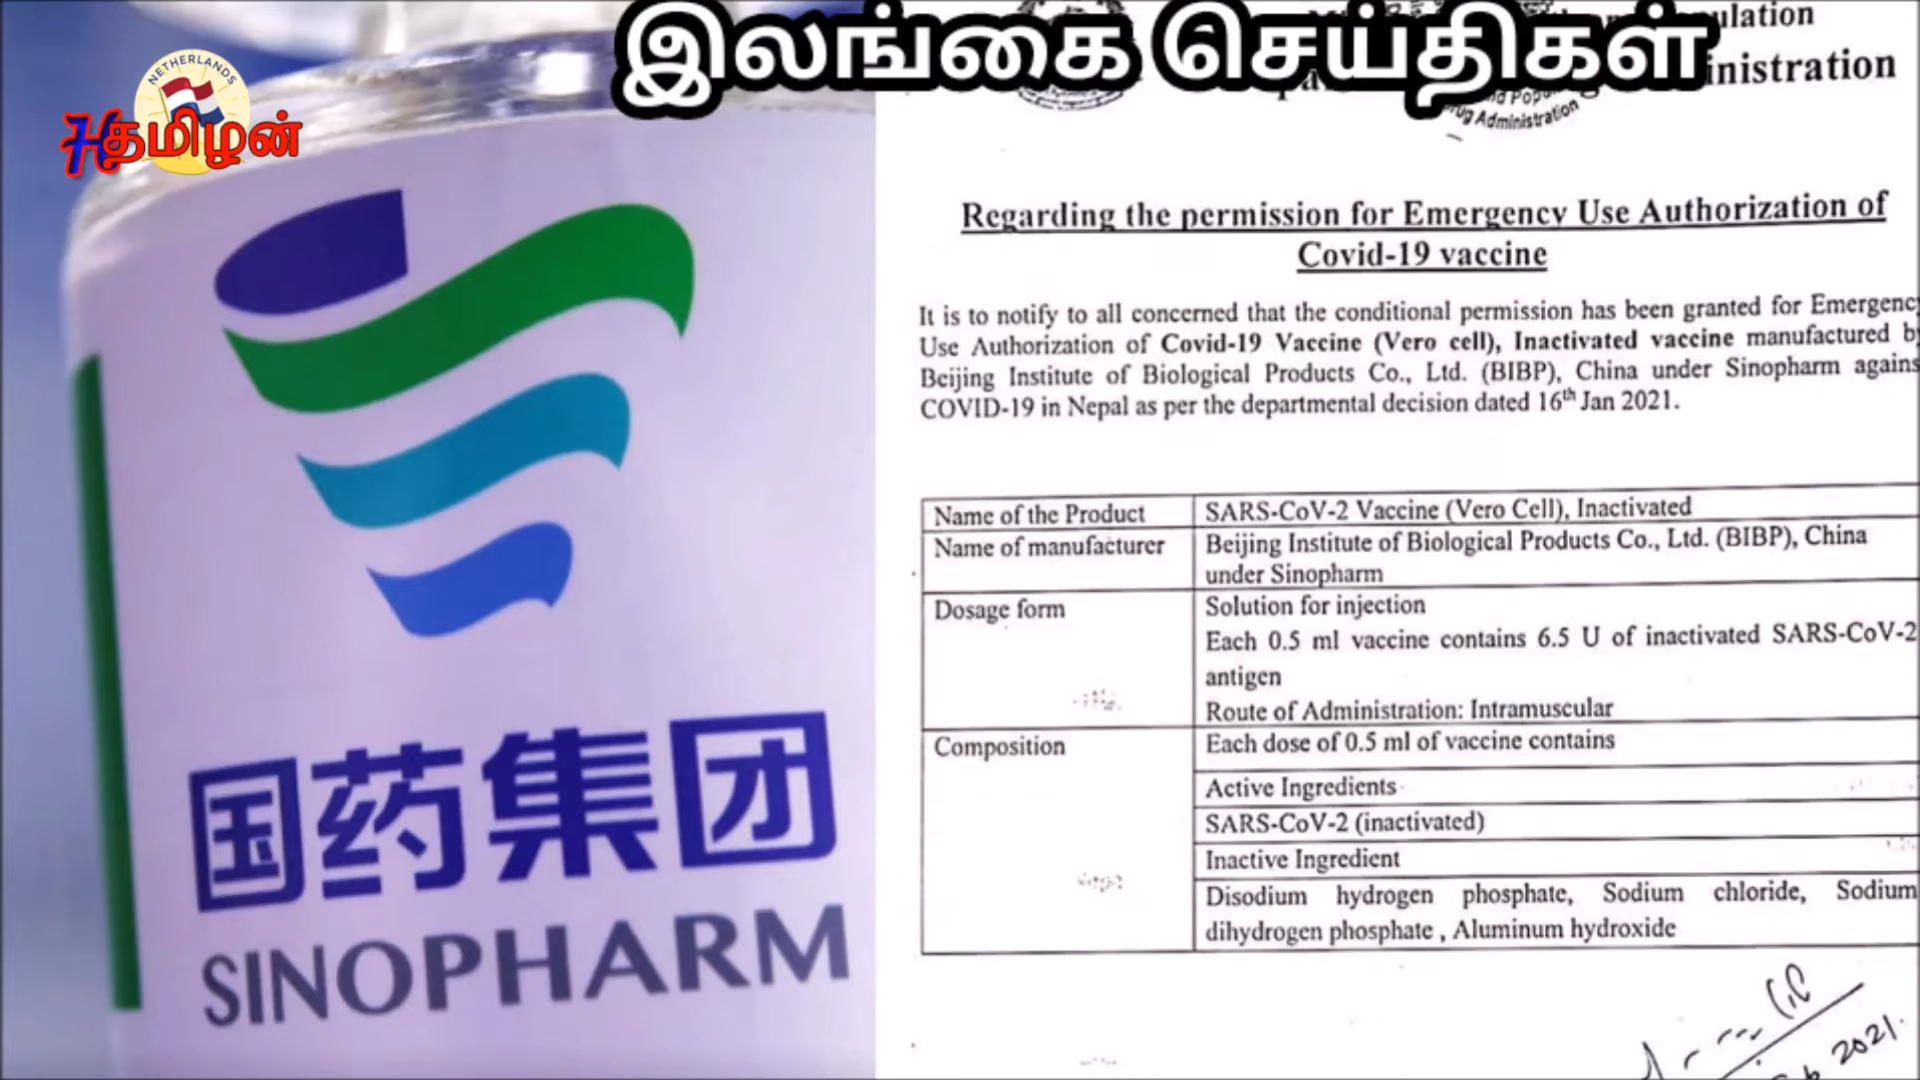 இலங்கை செய்திகள்
NETHERLANDS
தமிழன்
国药集团
SINOPHARM
Drug Administration
Regarding the permission for Emergency Use Authorization of
Covid-19 vaccine
It is to notify to all concerned that the conditional permission has been granted for Emergency
Use Authorization of Covid-19 Vaccine (Vero cell), Inactivated vaccine manufactured by
Beijing Institute of Biological Products Co., Ltd. (BIBP), China under Sinopharm agains
COVID-19 in Nepal as per the departmental decision dated 16th Jan 2021.
Name of the Product SARS-CoV-2 Vaccine (Vero Cell), Inactivated
Name of manufacturer Beijing Institute of Biological Products Co., Ltd. (BIBP), China
under Sinopharm
Dosage form Solution for injection
Each 0.5 ml vaccine contains 6.5 U of inactivated SARS-CoV-2
antigen
Route of Administration: Intramuscular
Composition Each dose of 0.5 ml of vaccine contains
Active Ingredients
SARS-CoV-2 (inactivated)
Inactive Ingredient
Disodium hydrogen phosphate, Sodium chloride, Sodium
dihydrogen phosphate , Aluminum hydroxide
2021.